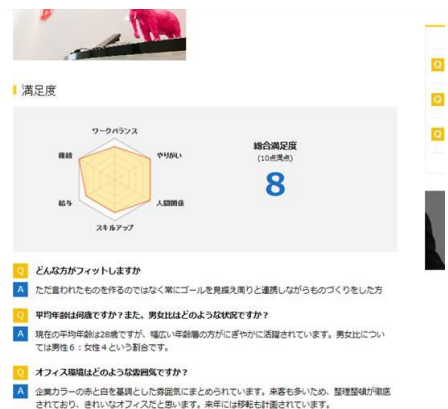 満足度
ワークバランス
やりがい
人間関係
スキルアップ
給与
総合満足度
(10点満点)
8
Q どんな方がフィットしますか
A ただ言われたものを作るのではなく常にゴールを見据え周りと連携しながらものづくりをした方
Q 平均年齢は何歳ですか?また、男女比はどのような状況ですか?
A 現在の平均年齢は28歳ですが、幅広い年齢層の方がにぎやかに活躍されています。男女比につい
ては男性6:女性4という割合です。
Q オフィス環境はどのような雰囲気ですか?
A 企業カラーの赤と白を基調とした雰囲気にまとめられています。来客も多いため、整理整頓が徹底
されており、きれいなオフィスだと思います。来年には移転も計画されています。
Q
Q
Q